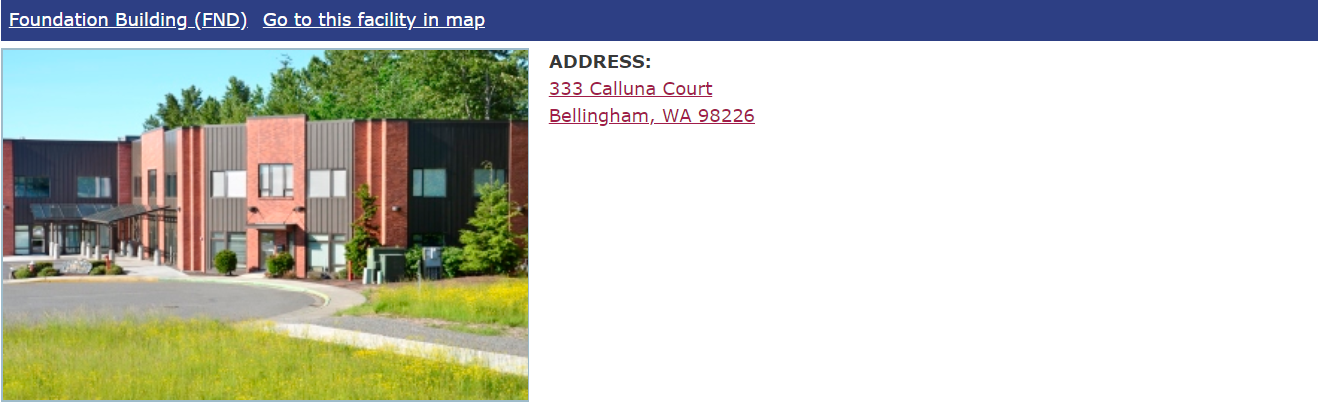 Foundation Building (FND) Go to this facility in map
ADDRESS:
333 Calluna Court
Bellingham, WA 98226